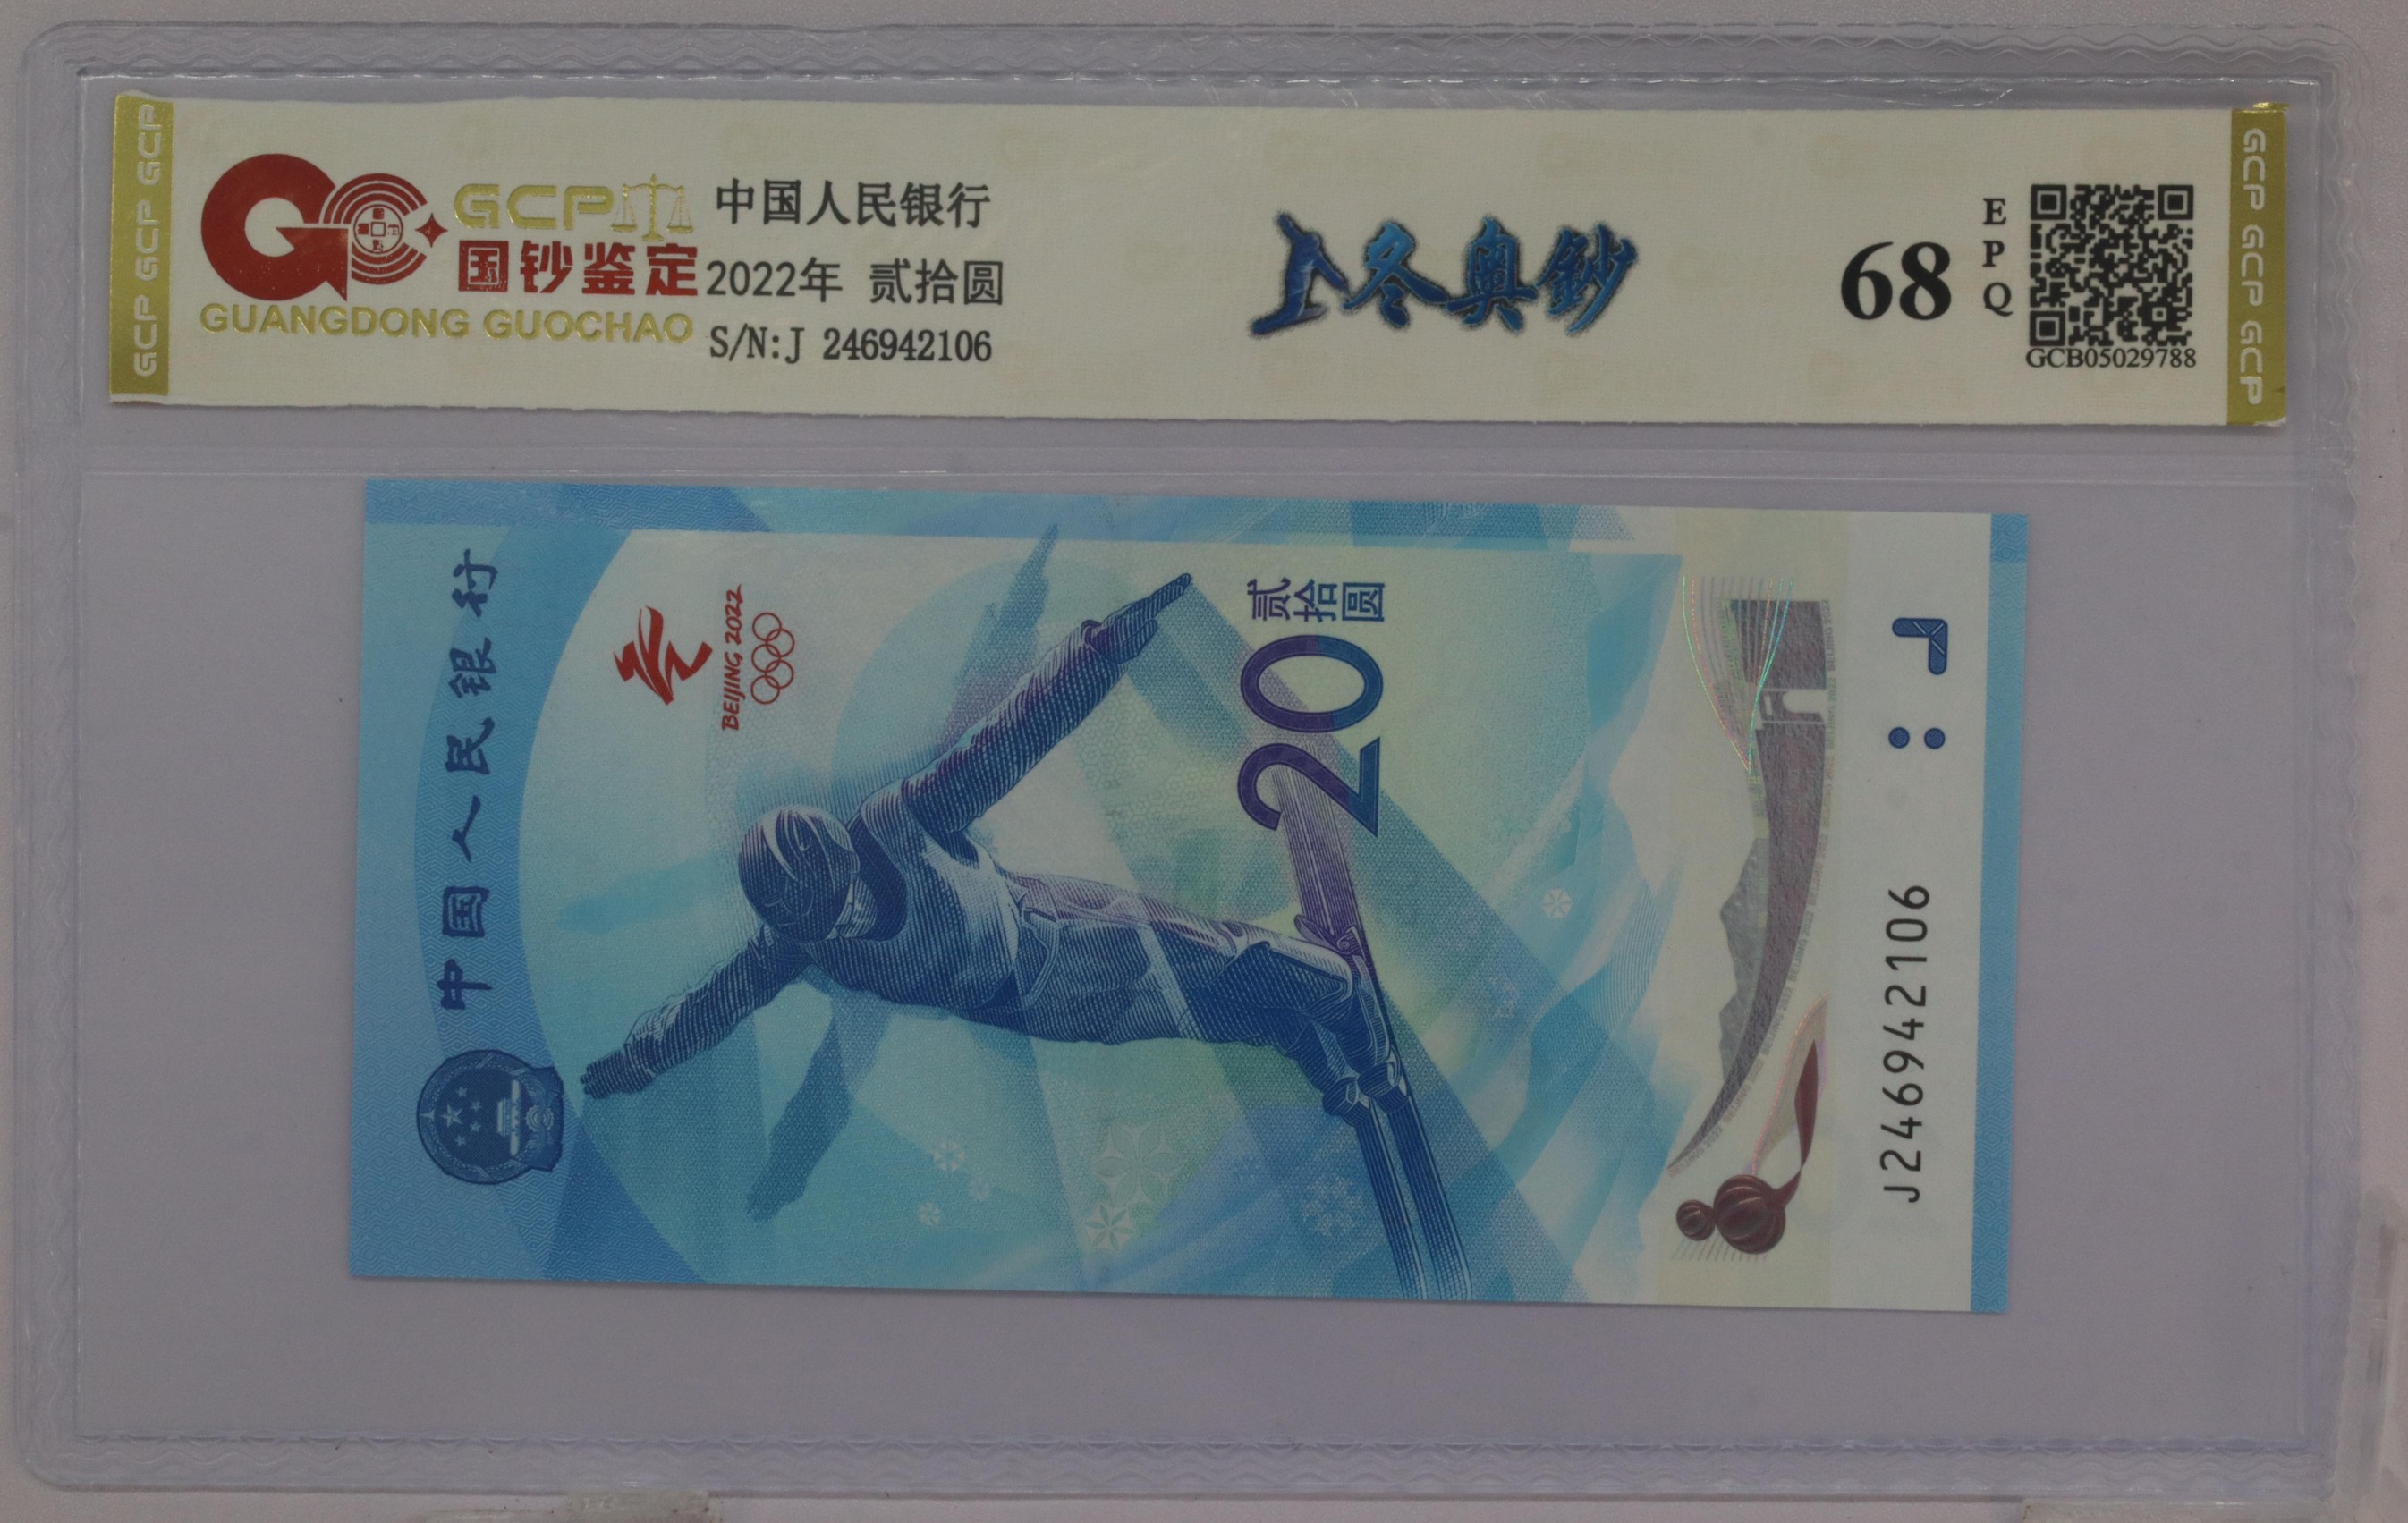 GCP GCP GCP
GCP
国钞鉴定
GUANGDONG GUOCHAO
中国人民银行
2022年 贰拾圆
S/N:J 246942106
冬奥鈔
68
EPQ
GCB05029788
GCP GCP GCP GCP
中国人民银行
BEIJING 2022
贰拾圆
20
J246942106